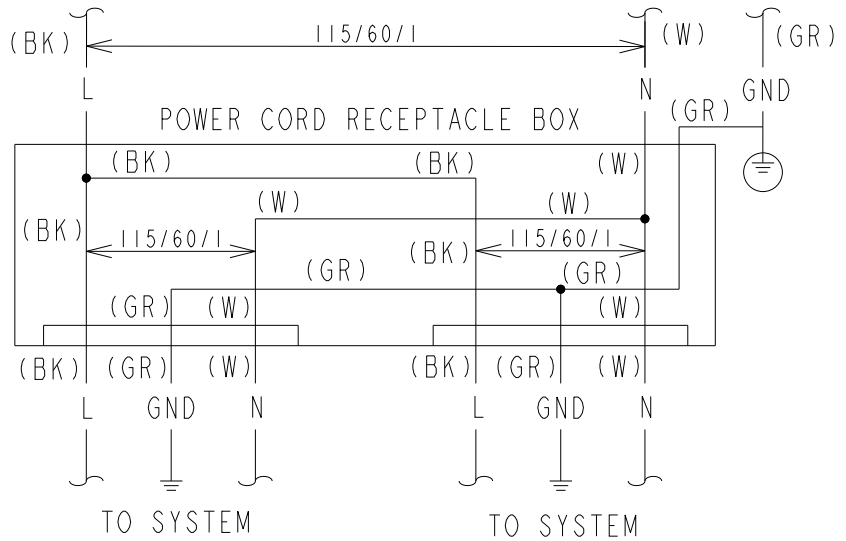 (BK) 115/60/1 (W) (GR)
L N GND
POWER CORD RECEPTACLE BOX (GR)
(BK) (BK) (W)
(W) (W)
(BK) 115/60/1 (BK) 115/60/1
(GR) (GR)
(GR) (W) (W)
(BK) (GR) (W) (BK) (GR) (W)
L GND N L GND N
TO SYSTEM TO SYSTEM